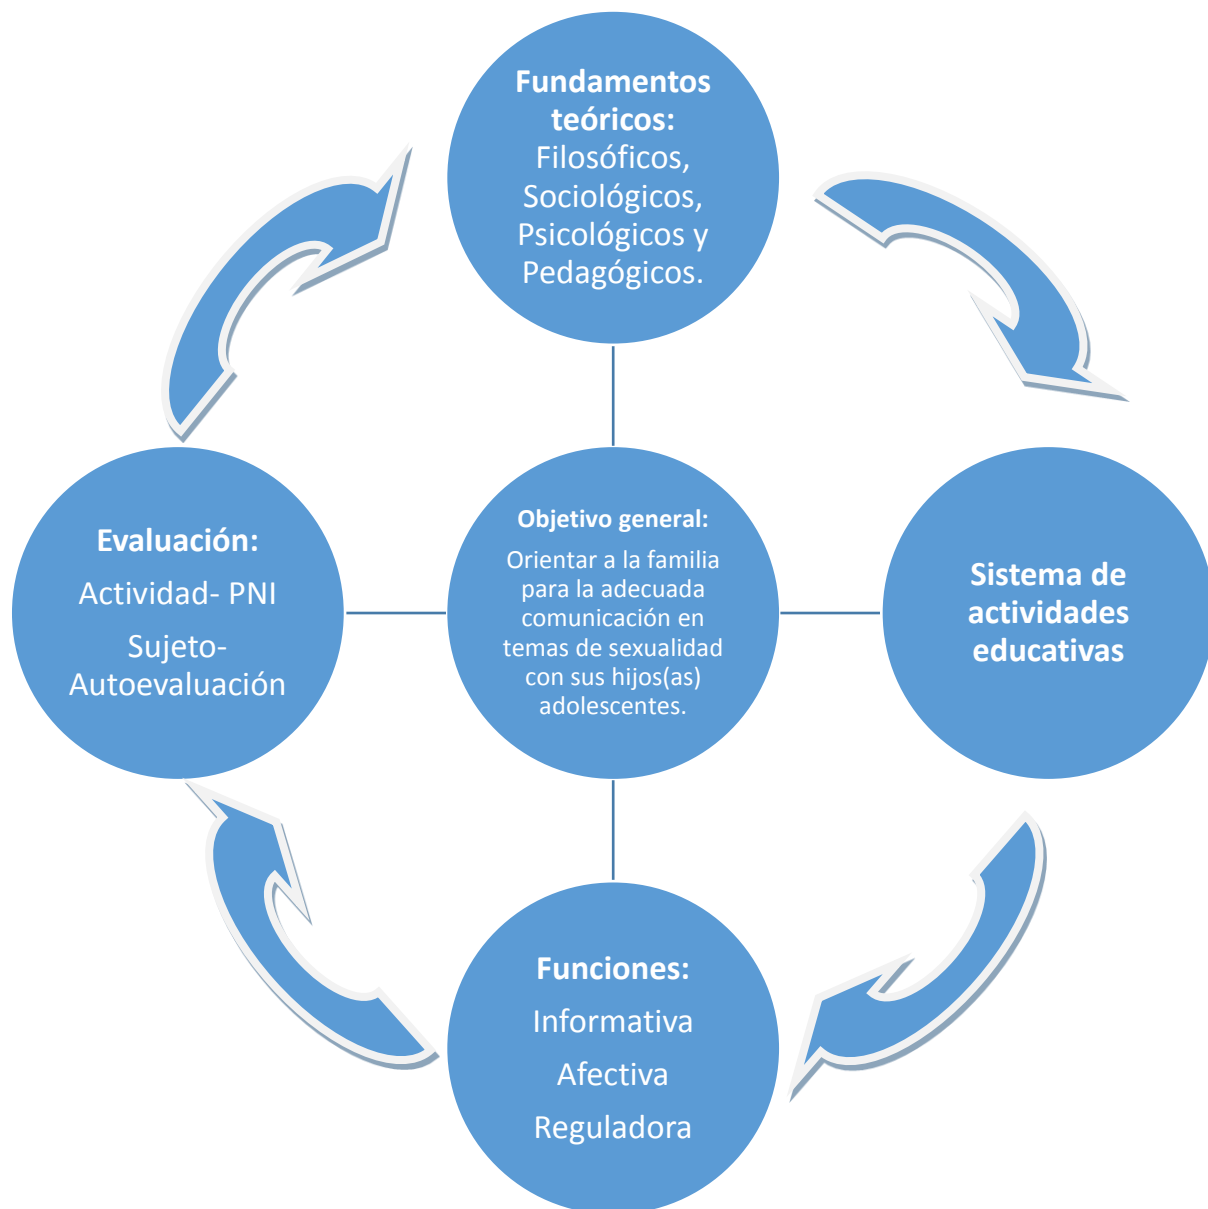 Fundamentos
teóricos:
Filosóficos,
Sociológicos,
Psicológicos y
Pedagógicos.
Evaluación:
Actividad- PNI
Sujeto-
Autoevaluación
Objetivo general:
Orientar a la familia
para la adecuada
comunicación en
temas de sexualidad
con sus hijos(as)
adolescentes.
Sistema de
actividades
educativas
Funciones:
Informativa
Afectiva
Reguladora